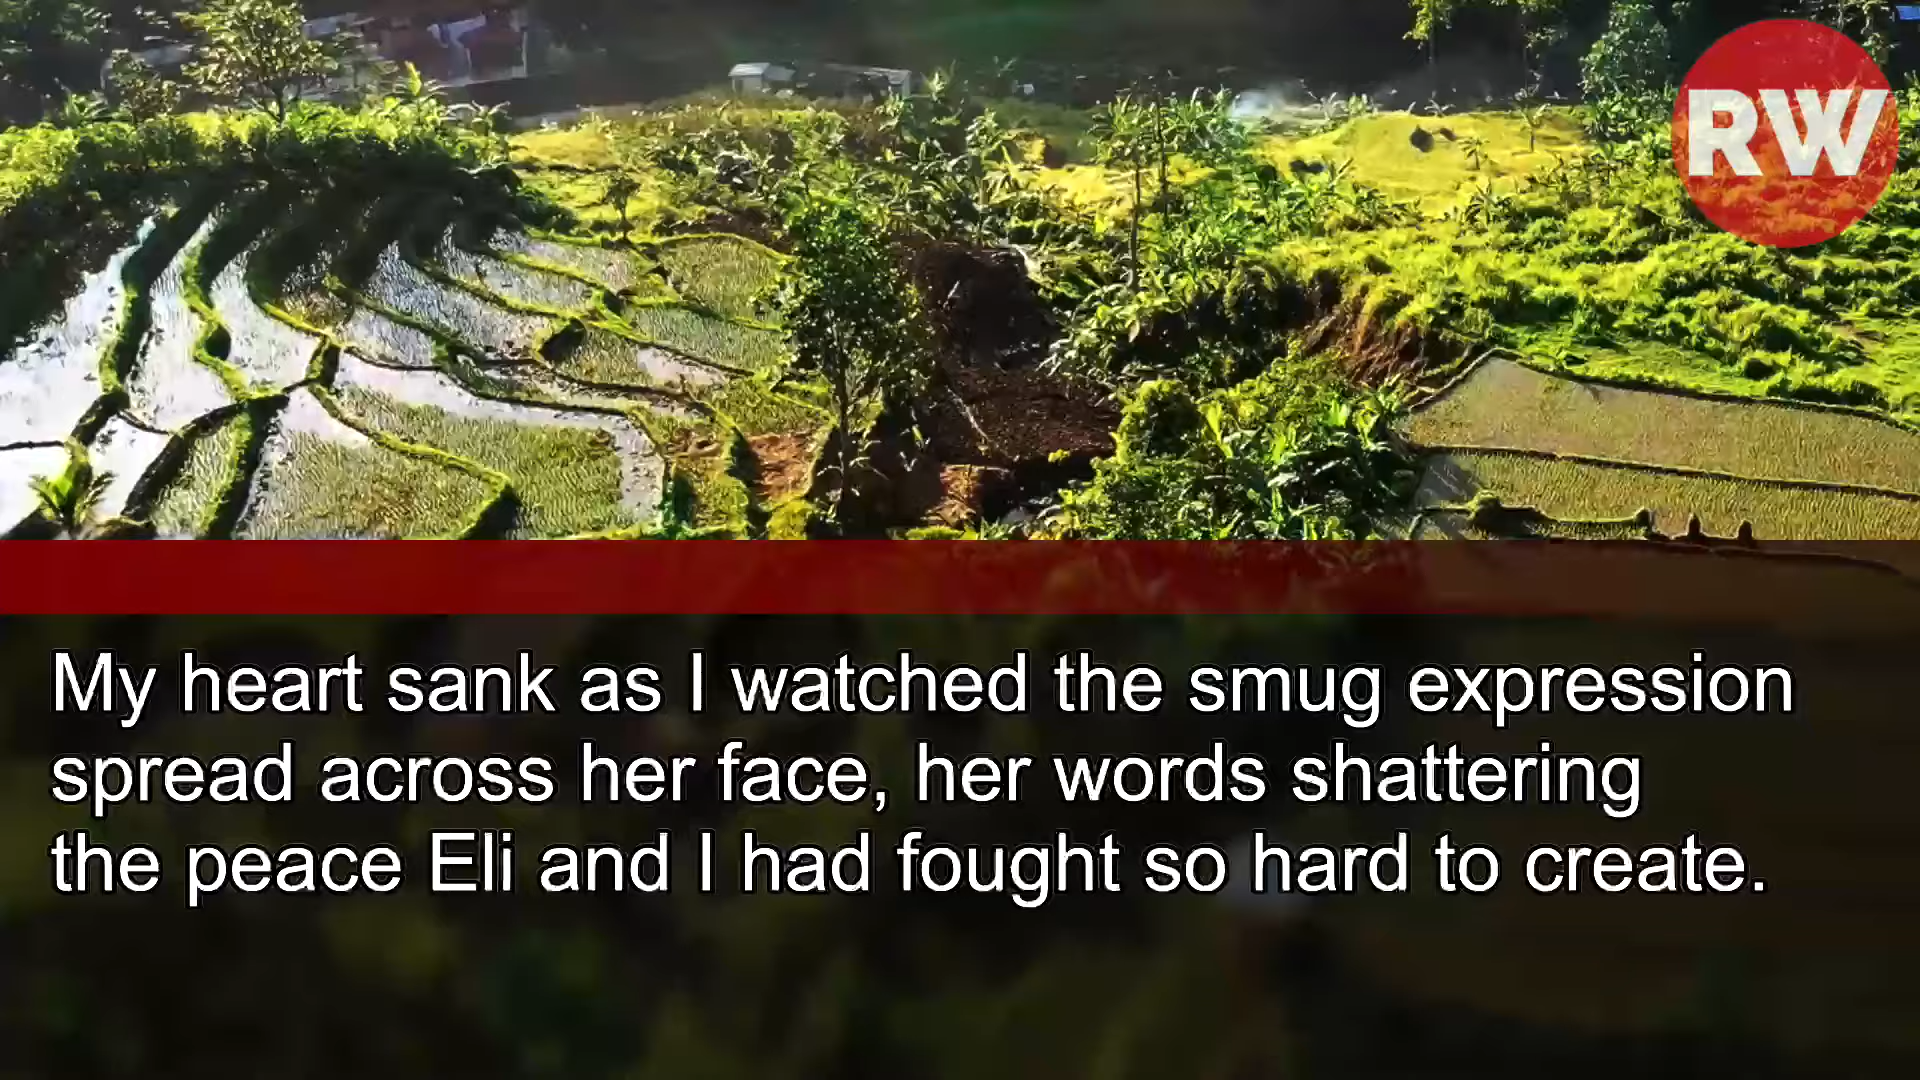 RW
My heart sank as I watched the smug expression
spread across her face, her words shattering
the peace Eli and I had fought so hard to create.